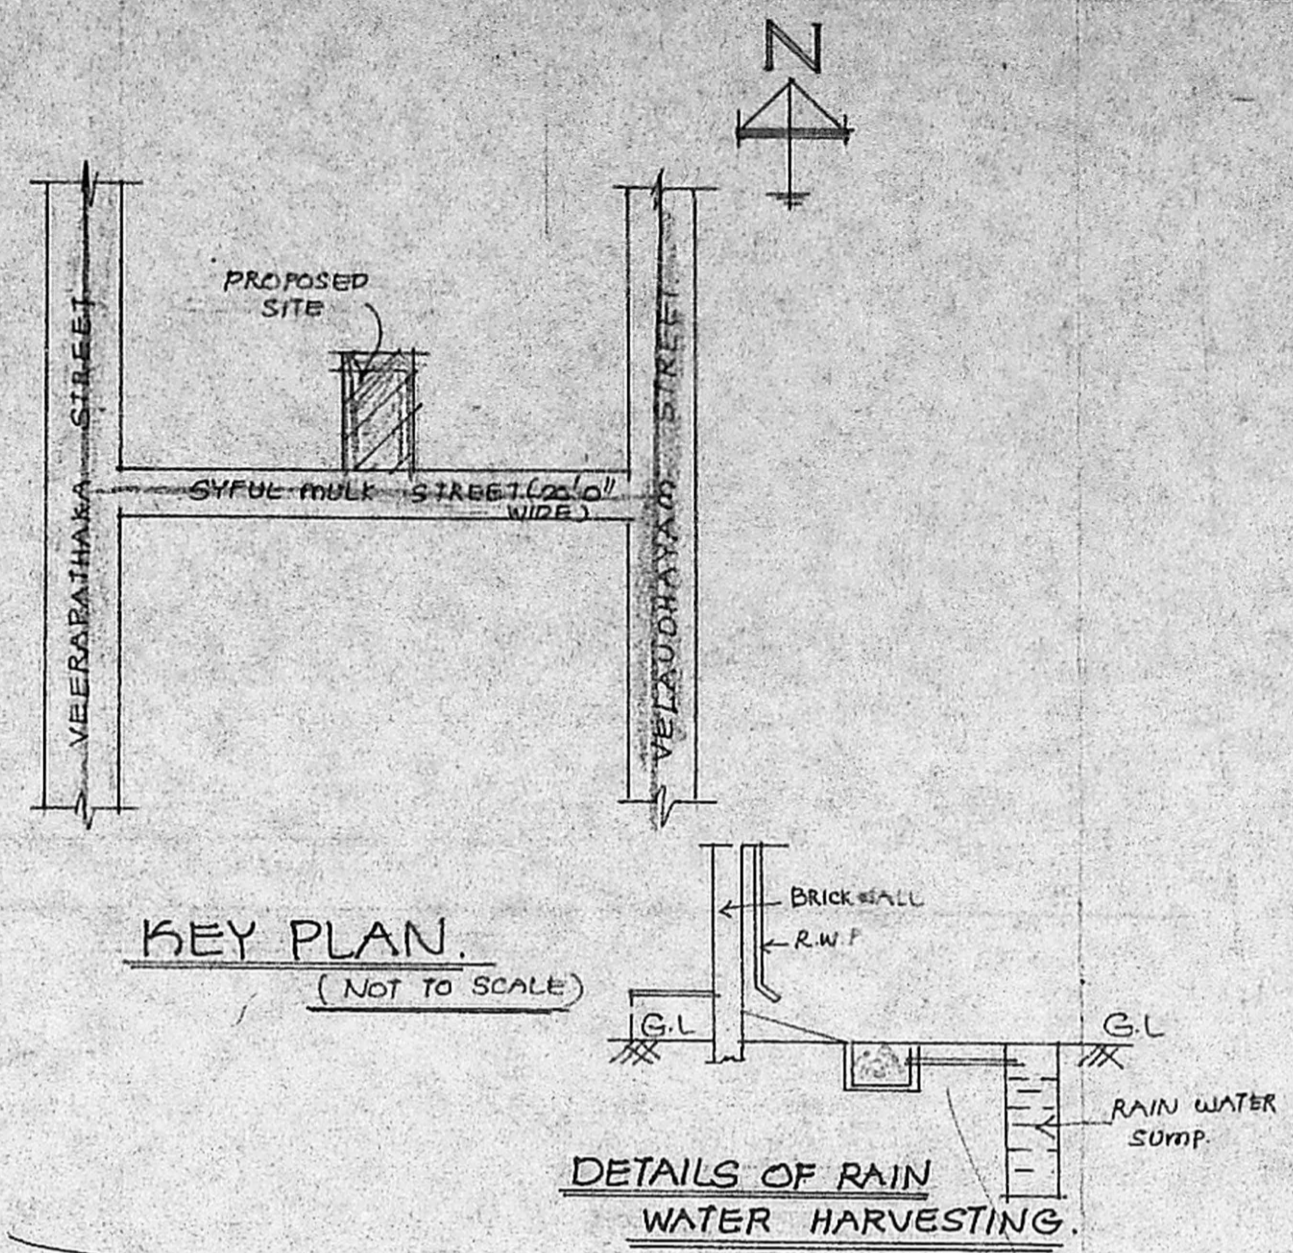 N
PROPOSED
SITE
VEERAPATHAKA STREET
VELAUDHAYAM STREET
SYFUL MULK STREET (20'0"
WIDE)
KEY PLAN.
(NOT TO SCALE)
BRICK WALL
R.W.P
G.L
G.L
RAIN WATER
SUMP.
DETAILS OF RAIN
WATER HARVESTING.